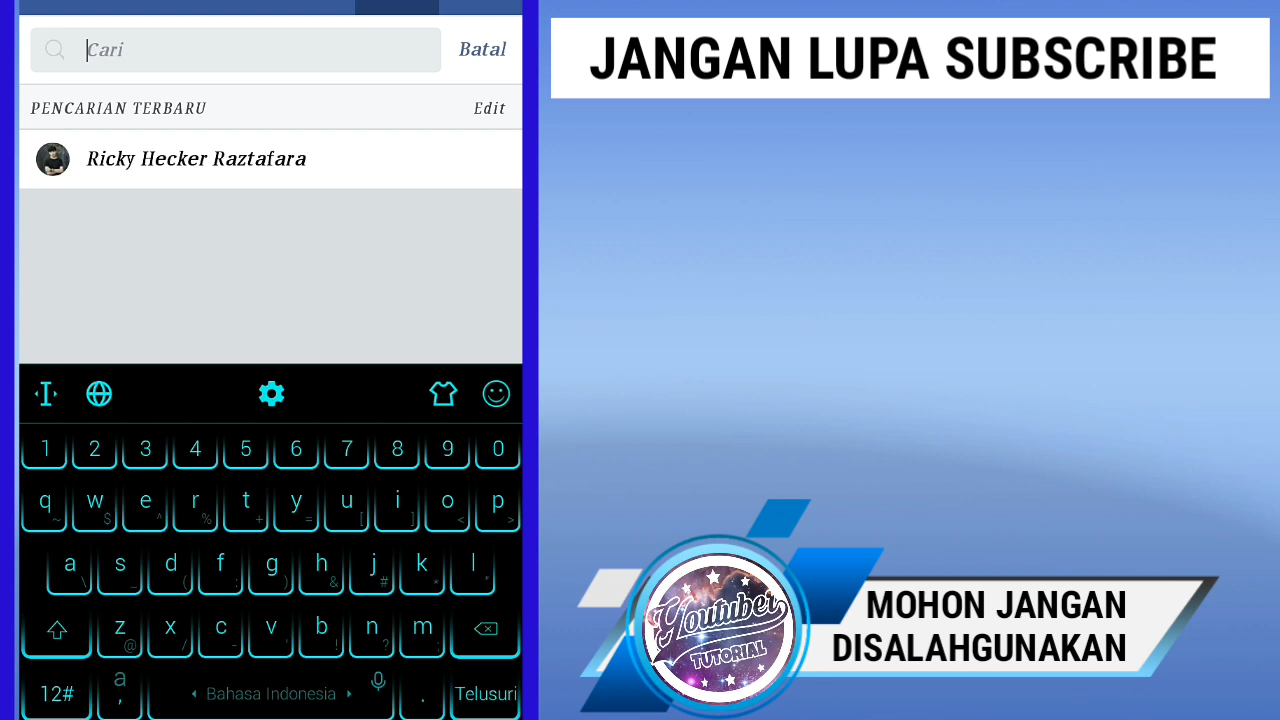 Cari
Batal
PENCARIAN TERBARU
Edit
Ricky Hecker Raztafara
1 2 3 4 5 6 7 8 9 0
q w e r t y u i o p
~ $ ^ % + = [ ] < >
a s d f g h j k l
\ _ ( : ) & # * "
z x c v b n m
@ / - ' ! ? ;
12# a , Bahasa Indonesia . Telusuri
JANGAN LUPA SUBSCRIBE
Youtuber
TUTORIAL
MOHON JANGAN
DISALAHGUNAKAN